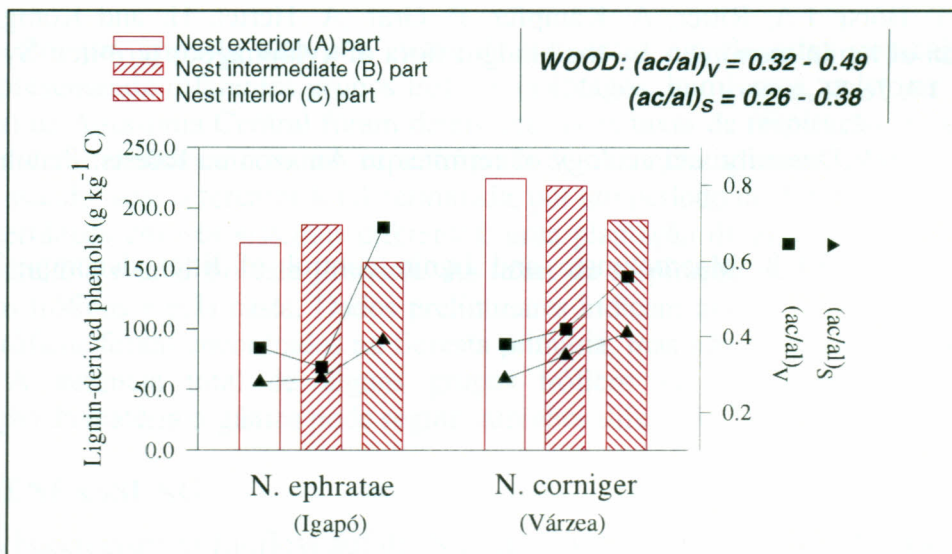 Nest exterior (A) part
Nest intermediate (B) part
Nest interior (C) part
WOOD: (ac/al)V = 0.32 - 0.49
(ac/al)S = 0.26 - 0.38
Lignin-derived phenols (g kg-1 C)
250.0
200.0
150.0
100.0
50.0
0.0
0.8
0.6
0.4
0.2
(ac/al)V
(ac/al)S
N. ephratae
(Igapó)
N. corniger
(Várzea)